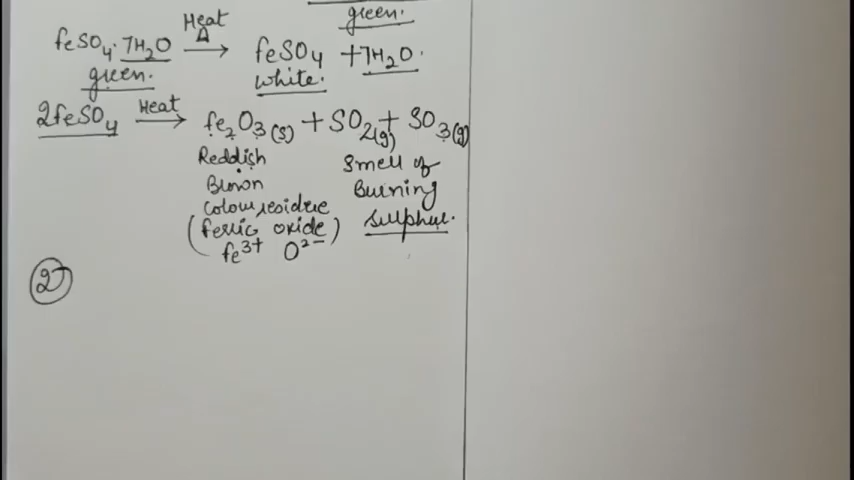 green.
FeSO₄·7H₂O Heat Δ → FeSO₄ + 7H₂O.
green. white.
2FeSO₄ Heat → Fe₂O₃(s) + SO₂(g) + SO₃(g)
Reddish Smell of
Brown Burning
colour residue Sulphur.
(ferric oxide)
Fe³⁺ O²⁻
2